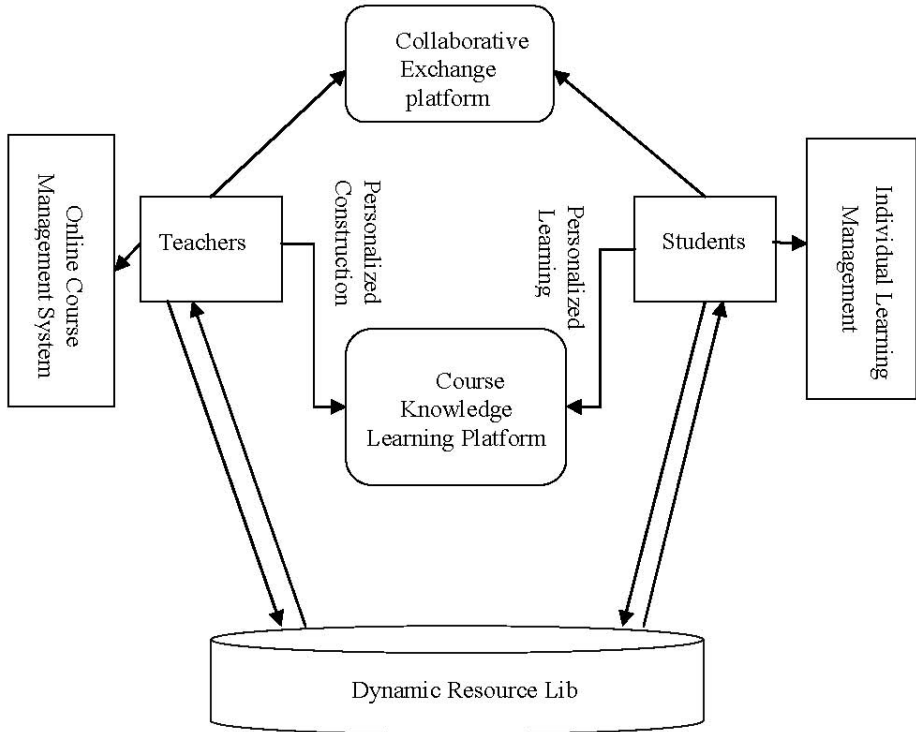 Collaborative
Exchange
platform
Online Course
Management System
Teachers
Personalized
Construction
Personalized
Learning
Students
Individual Learning
Management
Course
Knowledge
Learning Platform
Dynamic Resource Lib